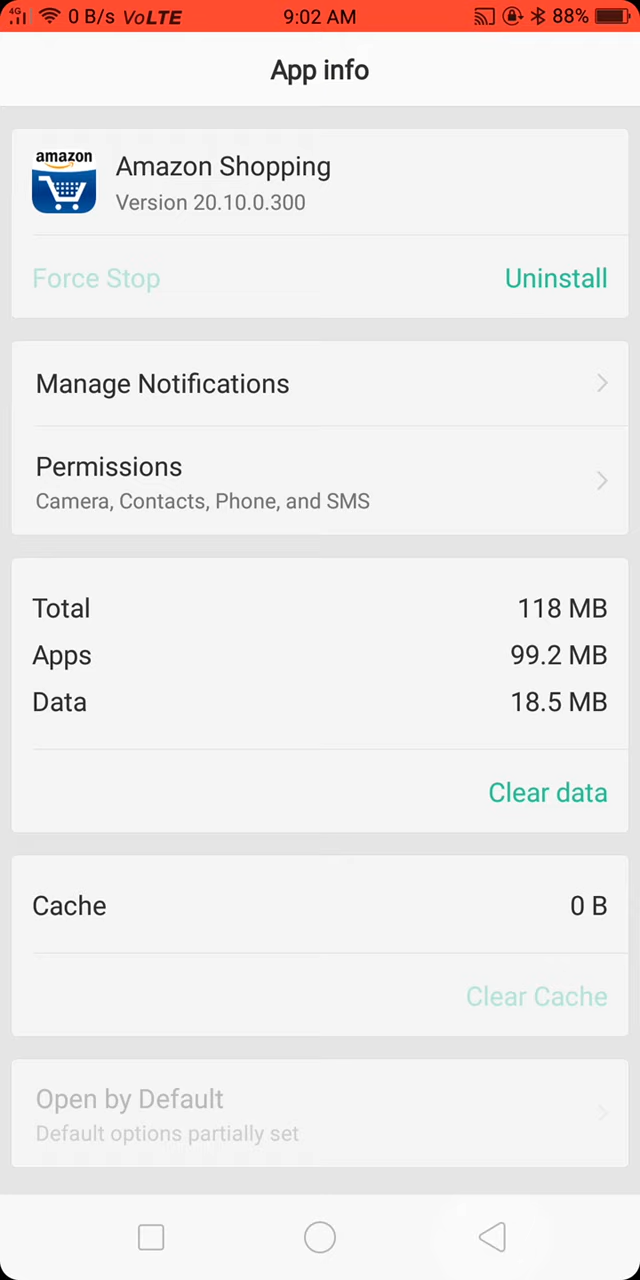 4G 0 B/s VoLTE 9:02 AM 88%
App info
amazon
Amazon Shopping
Version 20.10.0.300
Force Stop Uninstall
Manage Notifications
Permissions
Camera, Contacts, Phone, and SMS
Total 118 MB
Apps 99.2 MB
Data 18.5 MB
Clear data
Cache 0 B
Clear Cache
Open by Default
Default options partially set